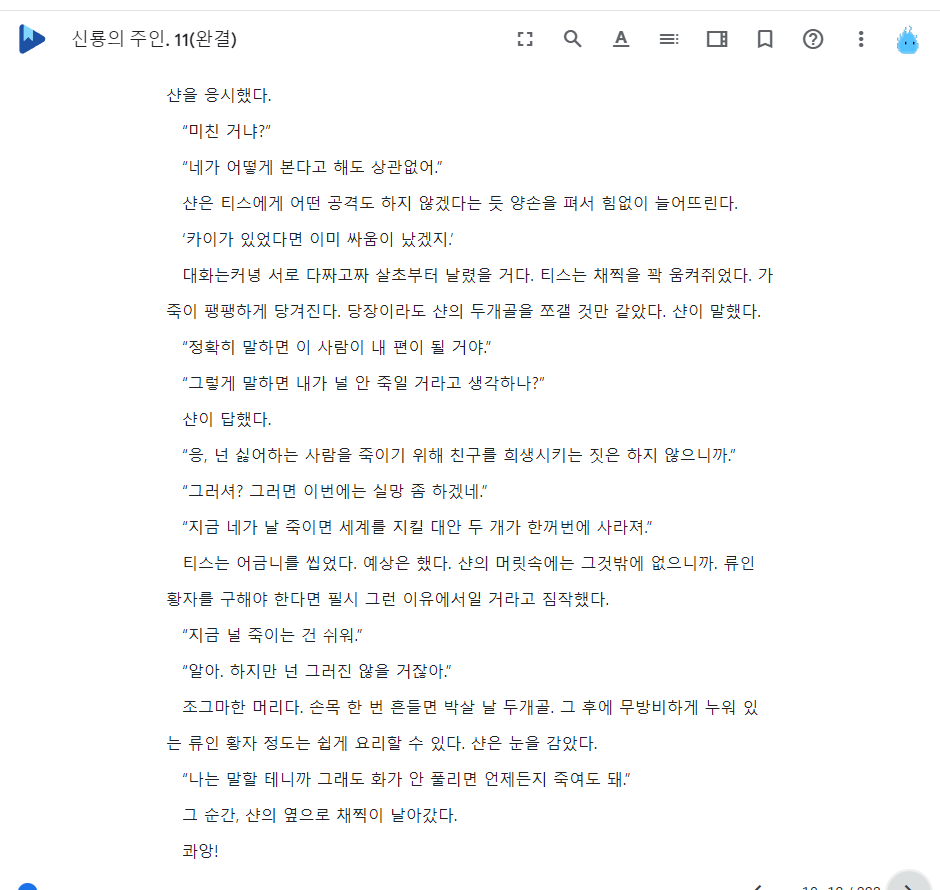 신룡의 주인. 11(완결)
샨을 응시했다.
“미친 거냐?”
“네가 어떻게 본다고 해도 상관없어.”
샨은 티스에게 어떤 공격도 하지 않겠다는 듯 양손을 펴서 힘없이 늘어뜨린다.
‘카이가 있었다면 이미 싸움이 났겠지.’
대화는커녕 서로 다짜고짜 살초부터 날렸을 거다. 티스는 채찍을 꽉 움켜쥐었다. 가
죽이 팽팽하게 당겨진다. 당장이라도 샨의 두개골을 쪼갤 것만 같았다. 샨이 말했다.
“정확히 말하면 이 사람이 내 편이 될 거야.”
“그렇게 말하면 내가 널 안 죽일 거라고 생각하나?”
샨이 답했다.
“응, 넌 싫어하는 사람을 죽이기 위해 친구를 희생시키는 짓은 하지 않으니까.”
“그러셔? 그러면 이번에는 실망 좀 하겠네.”
“지금 네가 날 죽이면 세계를 지킬 대안 두 개가 한꺼번에 사라져.”
티스는 어금니를 씹었다. 예상은 했다. 샨의 머릿속에는 그것밖에 없으니까. 류인
황자를 구해야 한다면 필시 그런 이유에서일 거라고 짐작했다.
“지금 널 죽이는 건 쉬워.”
“알아. 하지만 넌 그러진 않을 거잖아.”
조그마한 머리다. 손목 한 번 흔들면 박살 날 두개골. 그 후에 무방비하게 누워 있
는 류인 황자 정도는 쉽게 요리할 수 있다. 샨은 눈을 감았다.
“나는 말할 테니까 그래도 화가 안 풀리면 언제든지 죽여도 돼.”
그 순간, 샨의 옆으로 채찍이 날아갔다.
콰앙!